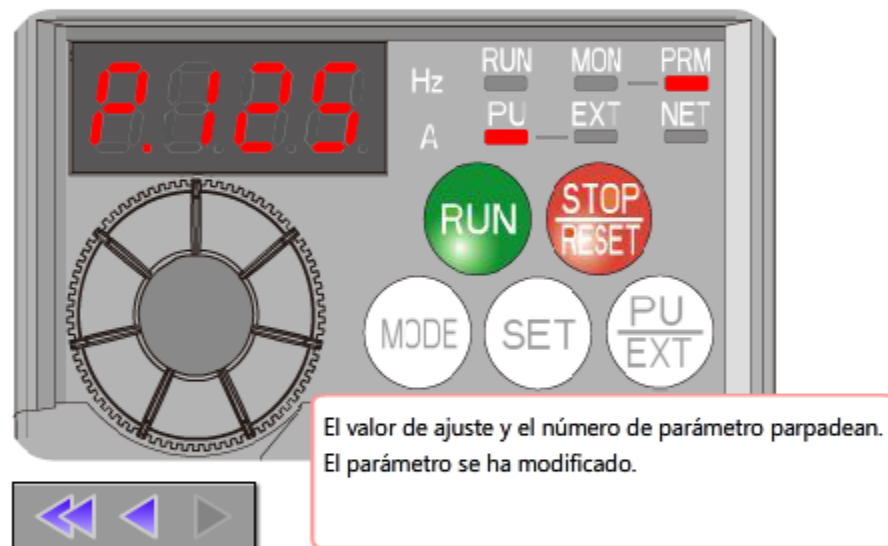 P.125
Hz RUN MON PRM
A PU EXT NET
RUN STOP
RESET
MODE SET PU
EXT
El valor de ajuste y el número de parámetro parpadean.
El parámetro se ha modificado.